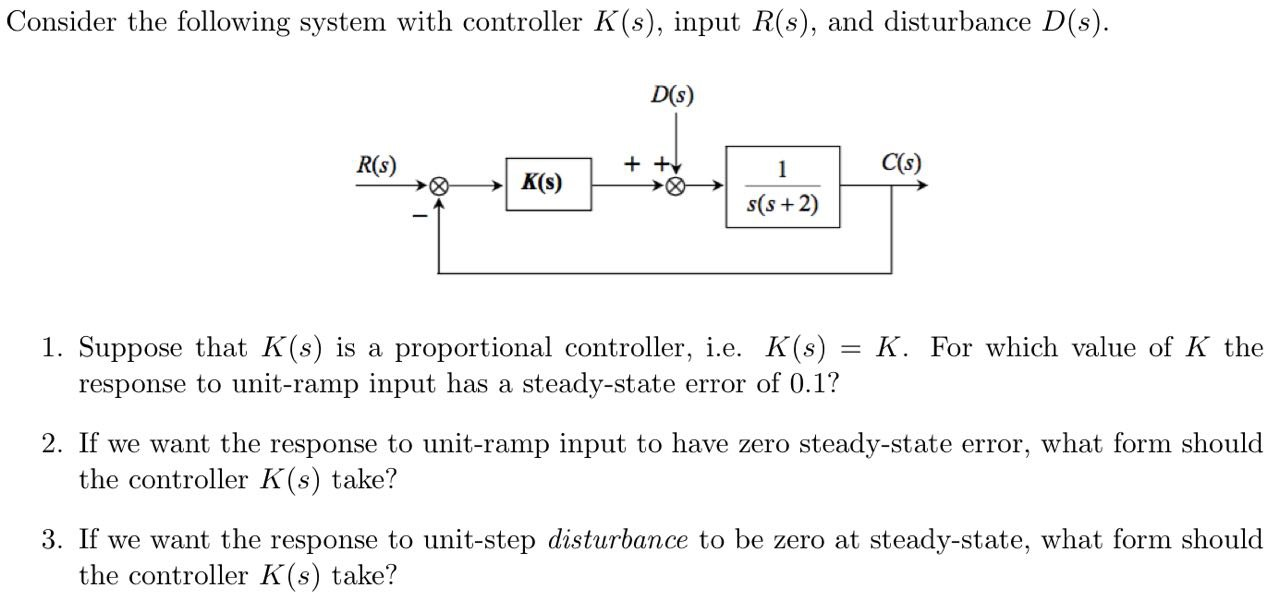 Consider the following system with controller K(s), input R(s), and disturbance D(s).
D(s)
R(s)
K(s)
+ +
1
s(s + 2)
C(s)
−
1. Suppose that K(s) is a proportional controller, i.e. K(s) = K. For which value of K the
response to unit-ramp input has a steady-state error of 0.1?
2. If we want the response to unit-ramp input to have zero steady-state error, what form should
the controller K(s) take?
3. If we want the response to unit-step disturbance to be zero at steady-state, what form should
the controller K(s) take?